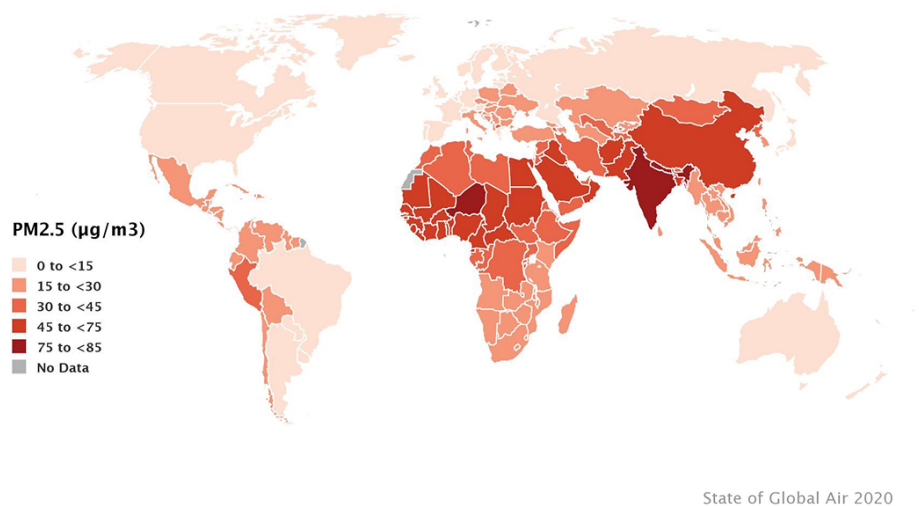 PM2.5 (µg/m3)
0 to <15
15 to <30
30 to <45
45 to <75
75 to <85
No Data
State of Global Air 2020